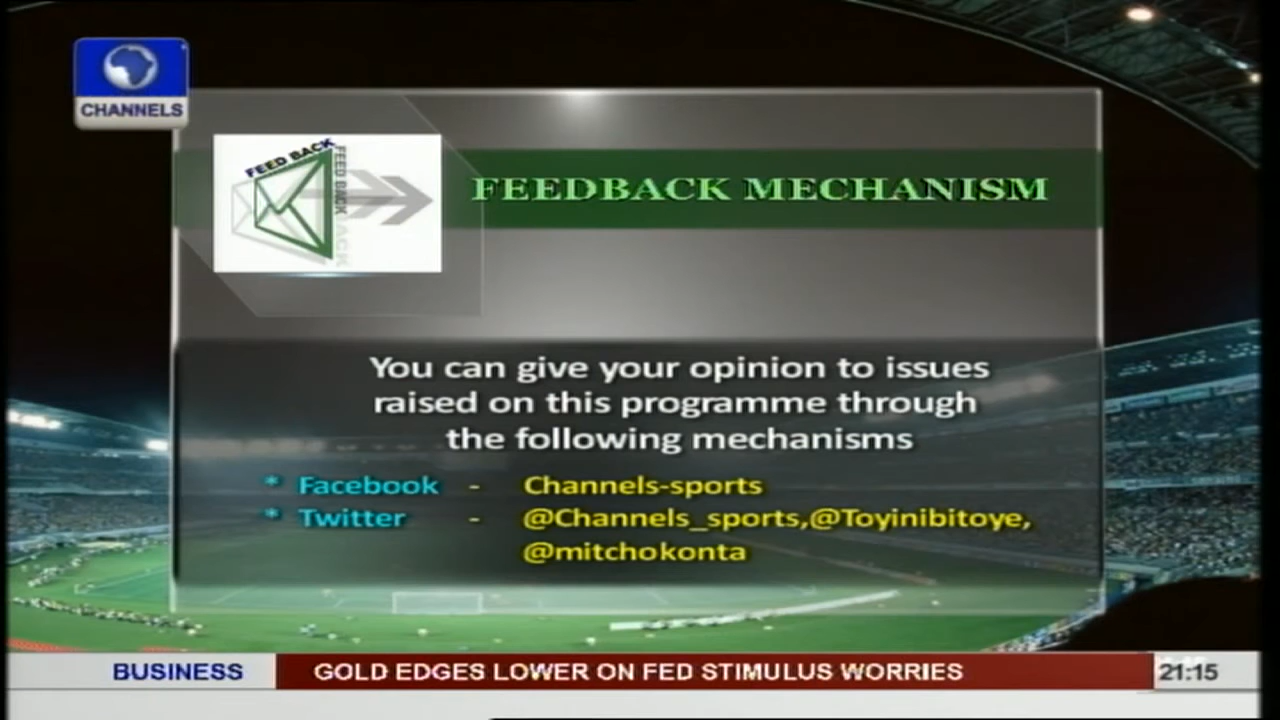 CHANNELS
FEED BACK
FEED BACK
BACK
FEEDBACK MECHANISM
You can give your opinion to issues
raised on this programme through
the following mechanisms
* Facebook - Channels-sports
* Twitter - @Channels_sports,@Toyinibitoye,
@mitchokonta
BUSINESS GOLD EDGES LOWER ON FED STIMULUS WORRIES 21:15